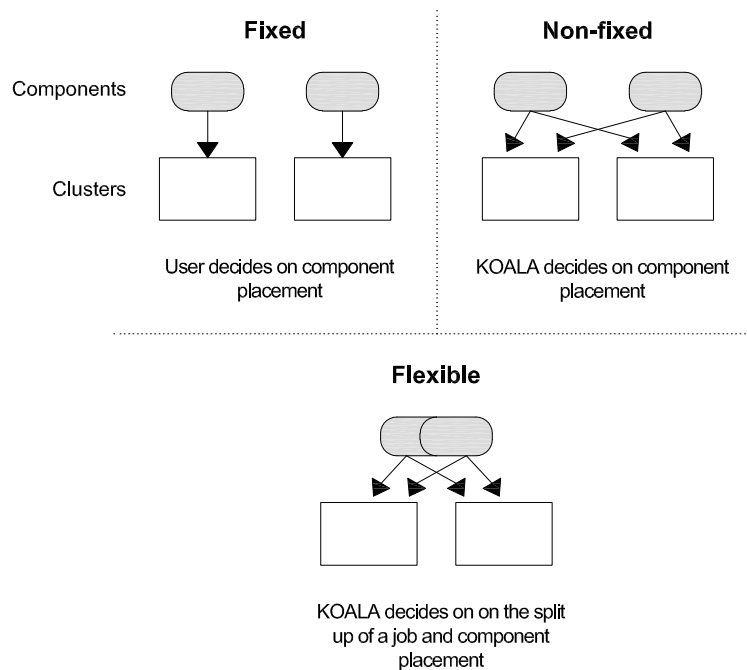 Fixed
Non-fixed
Components
Clusters
User decides on component
placement
KOALA decides on component
placement
Flexible
KOALA decides on on the split
up of a job and component
placement